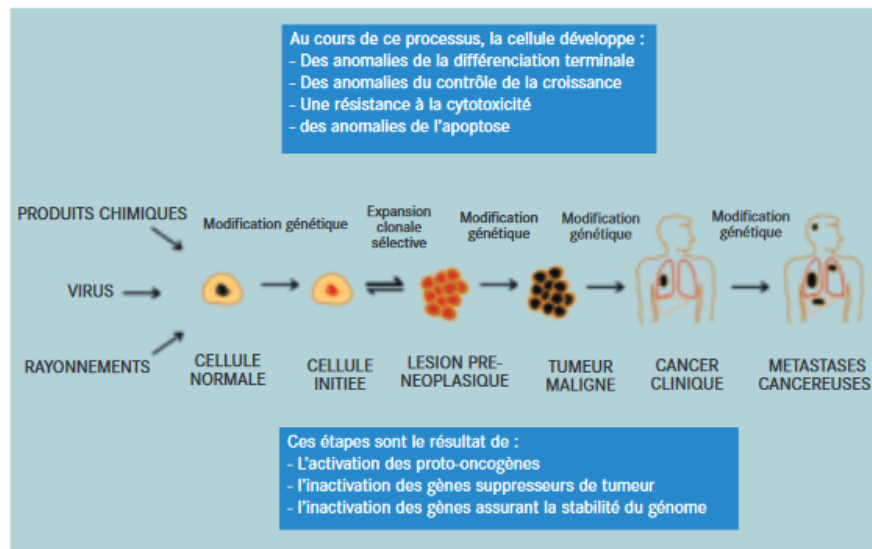 Au cours de ce processus, la cellule développe :
- Des anomalies de la différenciation terminale
- Des anomalies du contrôle de la croissance
- Une résistance à la cytotoxicité
- des anomalies de l'apoptose
PRODUITS CHIMIQUES
VIRUS
RAYONNEMENTS
Modification génétique
Expansion
clonale
sélective
Modification
génétique
Modification
génétique
Modification
génétique
CELLULE
NORMALE
CELLULE
INITIEE
LESION PRE-
NEOPLASIQUE
TUMEUR
MALIGNE
CANCER
CLINIQUE
METASTASES
CANCEREUSES
Ces étapes sont le résultat de :
- L'activation des proto-oncogènes
- l'inactivation des gènes suppresseurs de tumeur
- l'inactivation des gènes assurant la stabilité du génome